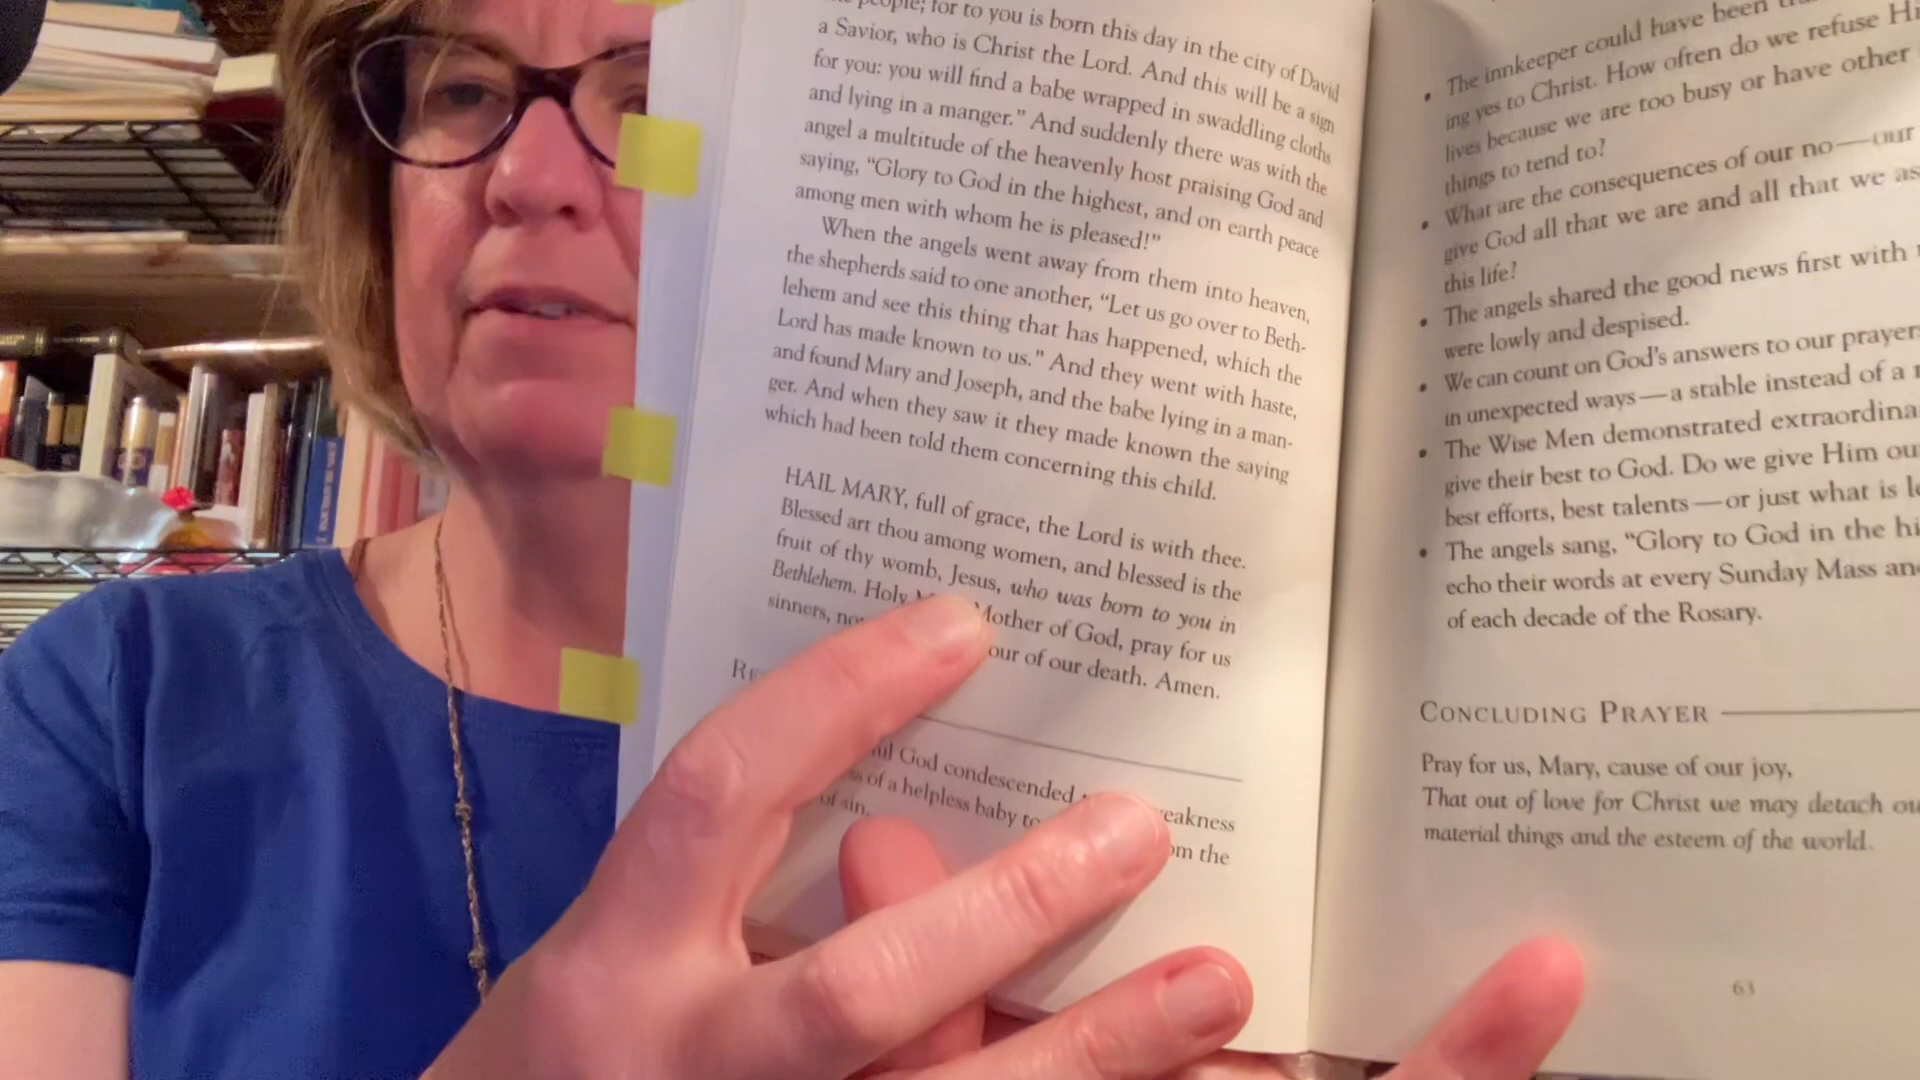 people; for to you is born this day in the city of David
a Savior, who is Christ the Lord. And this will be a sign
for you: you will find a babe wrapped in swaddling cloths
and lying in a manger.” And suddenly there was with the
angel a multitude of the heavenly host praising God and
saying, “Glory to God in the highest, and on earth peace
among men with whom he is pleased!”
When the angels went away from them into heaven,
the shepherds said to one another, “Let us go over to Beth-
lehem and see this thing that has happened, which the
Lord has made known to us.” And they went with haste,
and found Mary and Joseph, and the babe lying in a man-
ger. And when they saw it they made known the saying
which had been told them concerning this child.
HAIL MARY, full of grace, the Lord is with thee.
Blessed art thou among women, and blessed is the
fruit of thy womb, Jesus, who was born to you in
Bethlehem. Holy Mother of God, pray for us
sinners, our of our death. Amen.
God condescended eakness
of a helpless baby to om the
of sin.
• The innkeeper could have been
ing yes to Christ. How often do we refuse
lives because we are too busy or have other
things to tend to?
• What are the consequences of our no—our
give God all that we are and all that we
this life?
• The angels shared the good news first with
were lowly and despised.
• We can count on God's answers to our
in unexpected ways—a stable instead of a
• The Wise Men demonstrated
give their best to God. Do we give Him
best efforts, best talents—or just what is
• The angels sang, “Glory to God in the
echo their words at every Sunday Mass
of each decade of the Rosary.
CONCLUDING PRAYER
Pray for us, Mary, cause of our joy,
That out of love for Christ we may detach
material things and the esteem of the world.
63